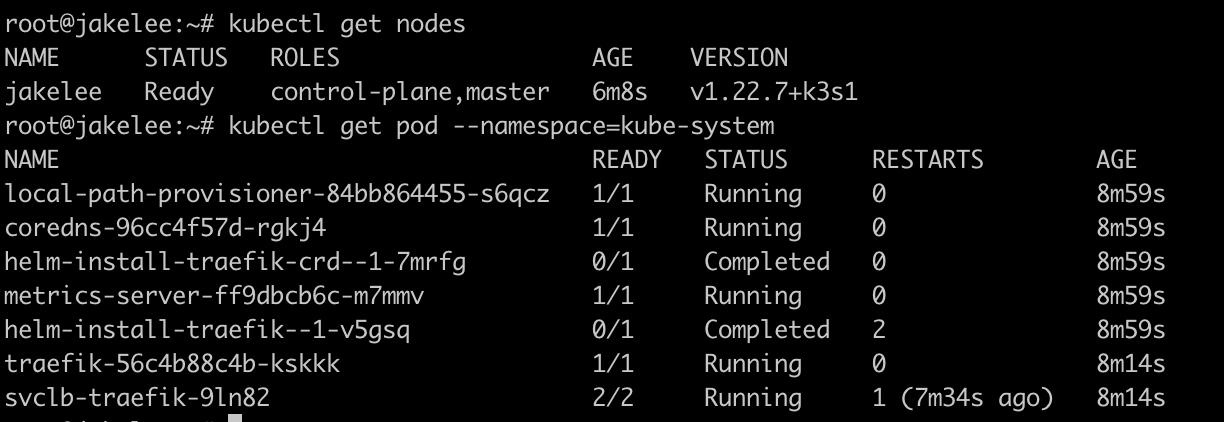 root@jakelee:~# kubectl get nodes
NAME STATUS ROLES AGE VERSION
jakelee Ready control-plane,master 6m8s v1.22.7+k3s1
root@jakelee:~# kubectl get pod --namespace=kube-system
NAME READY STATUS RESTARTS AGE
local-path-provisioner-84bb864455-s6qcz 1/1 Running 0 8m59s
coredns-96cc4f57d-rgkj4 1/1 Running 0 8m59s
helm-install-traefik-crd--1-7mrfg 0/1 Completed 0 8m59s
metrics-server-ff9dbcb6c-m7mmv 1/1 Running 0 8m59s
helm-install-traefik--1-v5gsq 0/1 Completed 2 8m59s
traefik-56c4b88c4b-kskkk 1/1 Running 0 8m14s
svclb-traefik-9ln82 2/2 Running 1 (7m34s ago) 8m14s